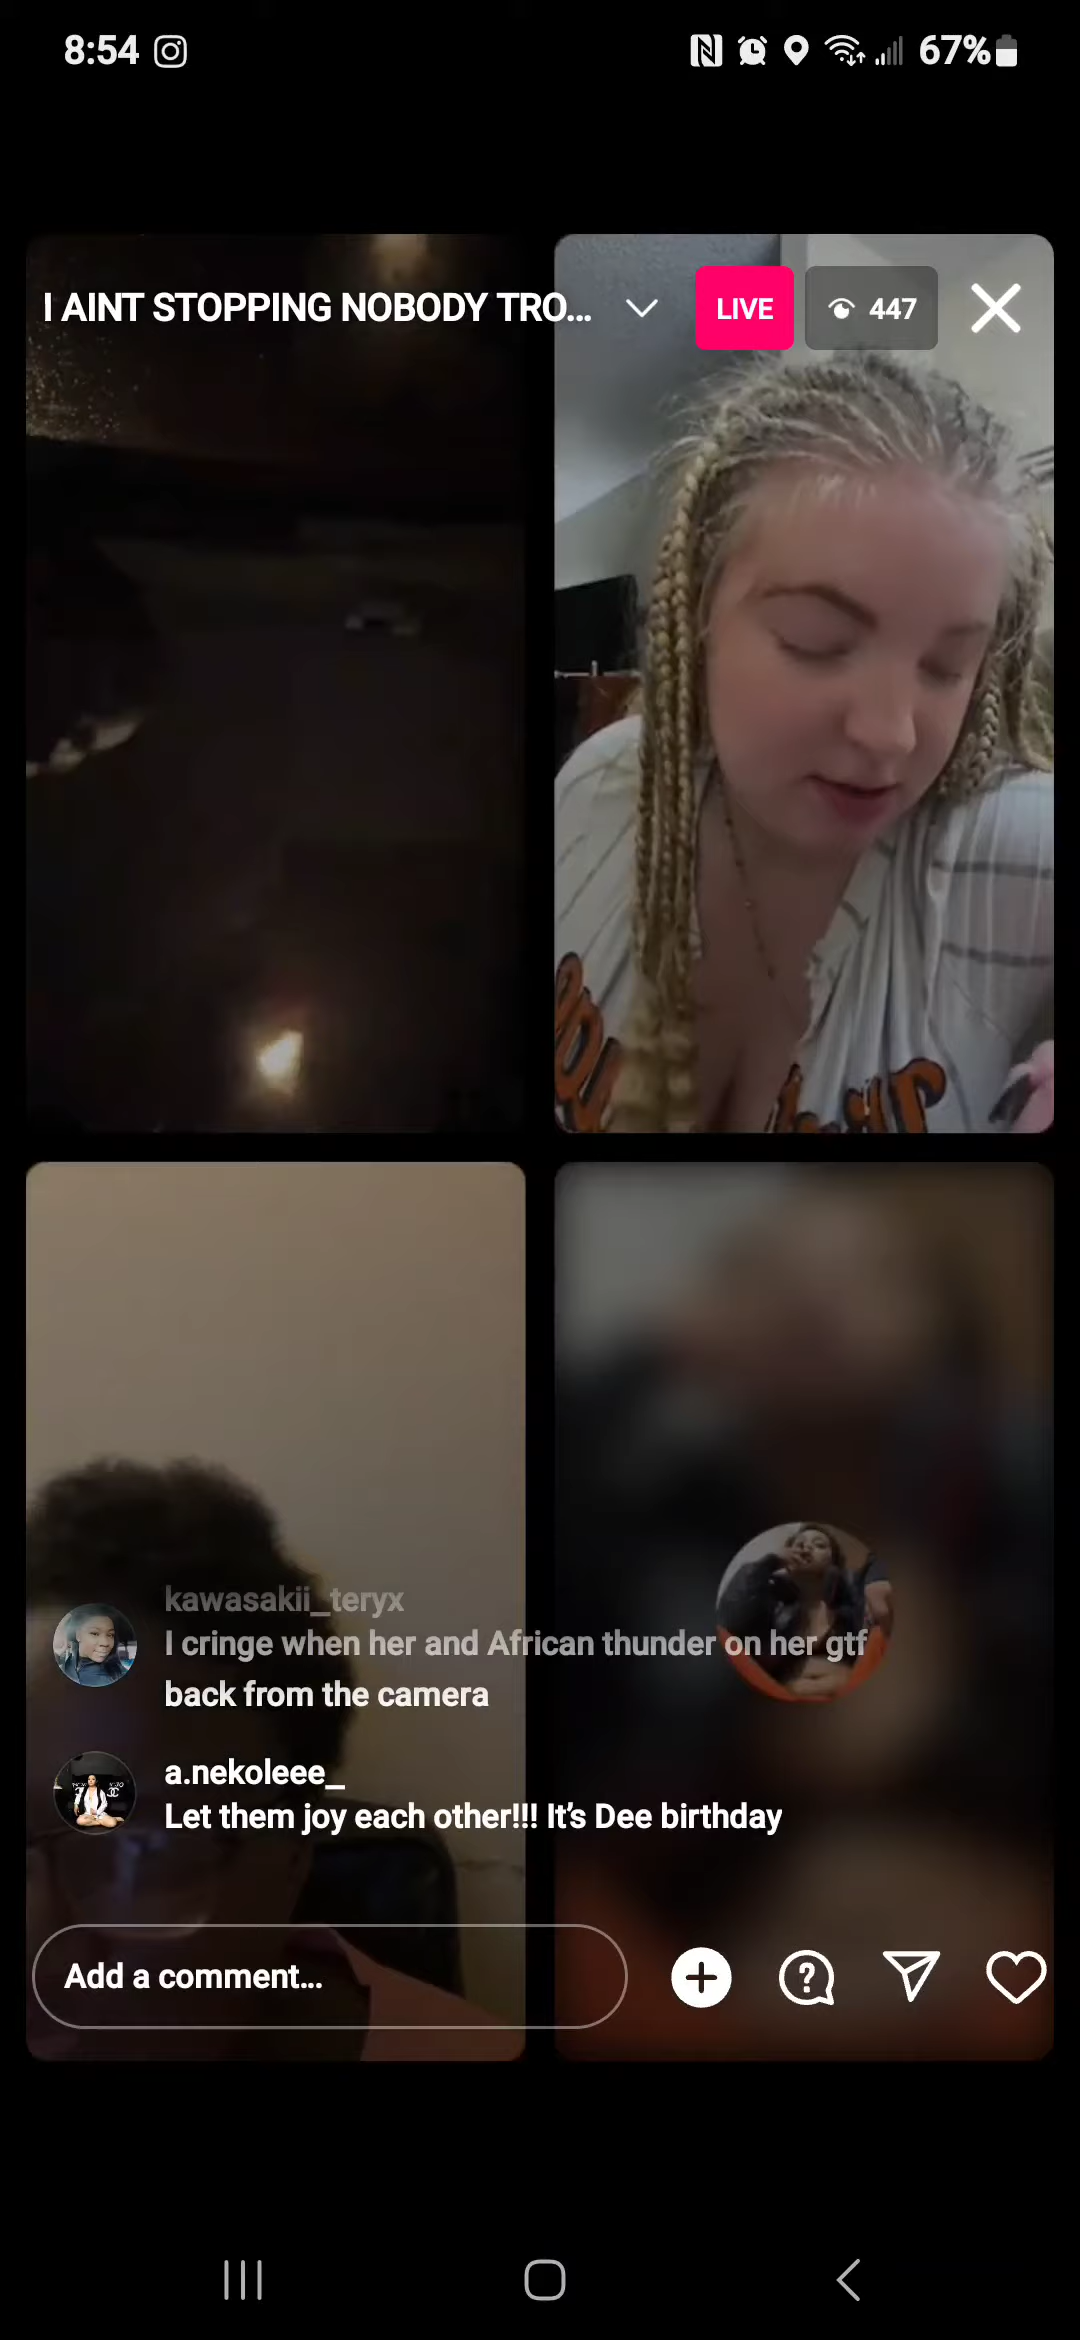 8:54 67%
I AINT STOPPING NOBODY TRO... LIVE 447
kawasakii_teryx
I cringe when her and African thunder on her gtf
back from the camera
a.nekoleee_
Let them joy each other!!! It's Dee birthday
Add a comment...